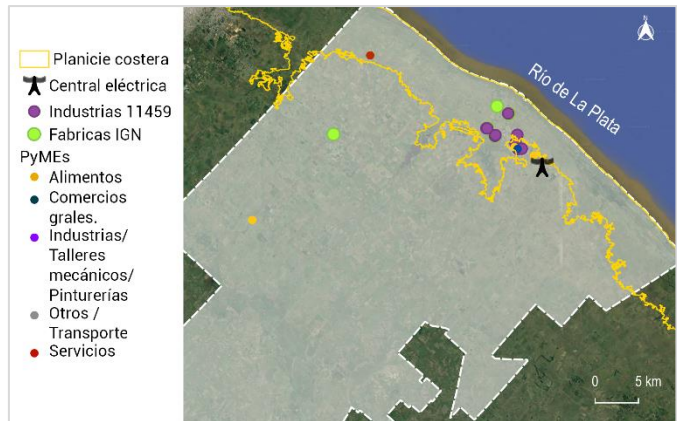 Planicie costera
Central eléctrica
Industrias 11459
Fabricas IGN
PyMEs
Alimentos
Comercios
grales.
Industrias/
Talleres
mecánicos/
Pinturerías
Otros /
Transporte
Servicios
N
Río de La Plata
0 5 km